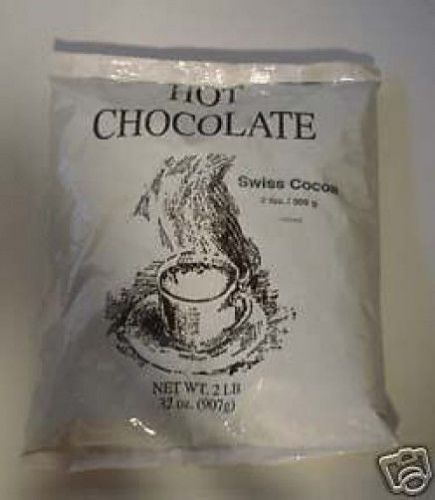 HOT
CHOCOLATE
Swiss Cocoa
NET WT. 2 LB
32 oz. (907g)